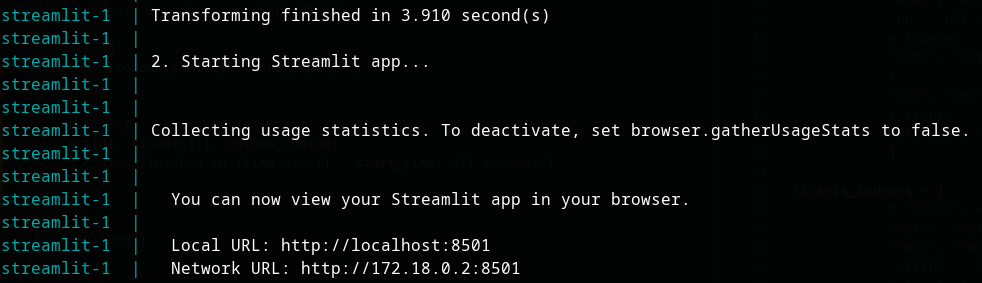 streamlit-1 | Transforming finished in 3.910 second(s)
streamlit-1 |
streamlit-1 | 2. Starting Streamlit app...
streamlit-1 |
streamlit-1 |
streamlit-1 | Collecting usage statistics. To deactivate, set browser.gatherUsageStats to false.
streamlit-1 |
streamlit-1 |
streamlit-1 | You can now view your Streamlit app in your browser.
streamlit-1 |
streamlit-1 | Local URL: http://localhost:8501
streamlit-1 | Network URL: http://172.18.0.2:8501